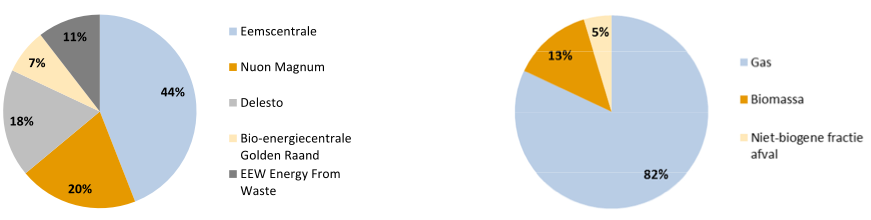 44%
20%
18%
7%
11%
Eemscentrale
Nuon Magnum
Delesto
Bio-energiecentrale
Golden Raand
EEW Energy From
Waste
82%
13%
5%
Gas
Biomassa
Niet-biogene fractie
afval